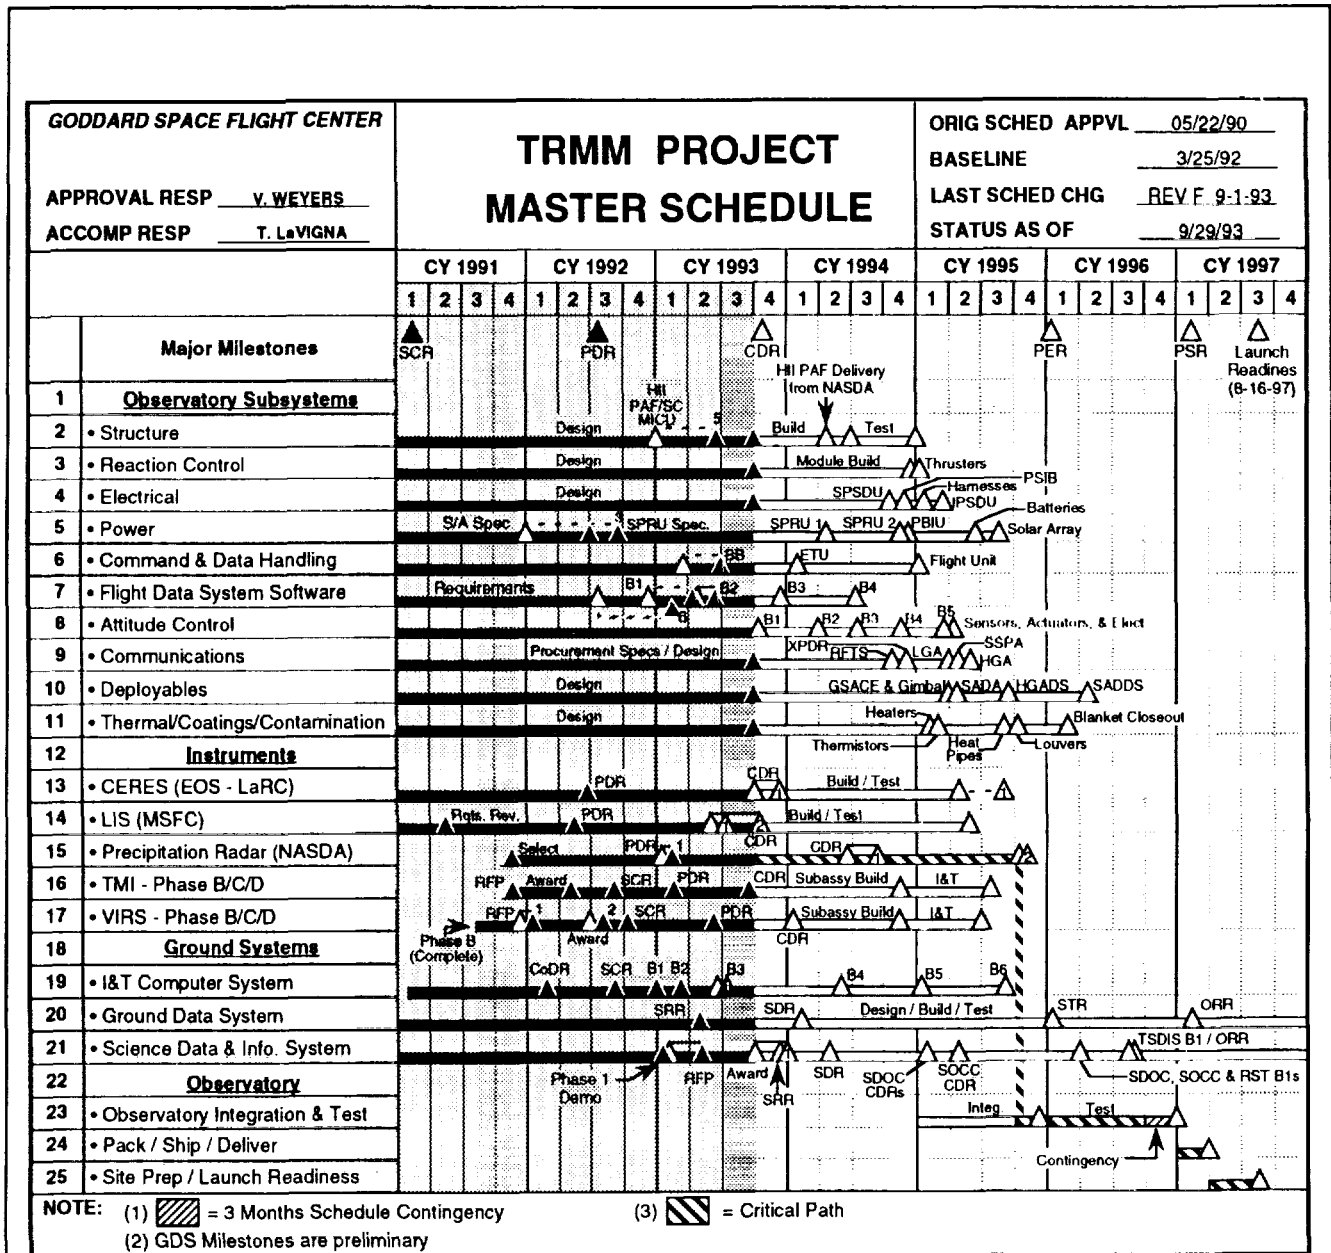 GODDARD SPACE FLIGHT CENTER
APPROVAL RESP V. WEYERS
ACCOMP RESP T. LaVIGNA
TRMM PROJECT
MASTER SCHEDULE
ORIG SCHED APPVL 05/22/90
BASELINE 3/25/92
LAST SCHED CHG REV F 9-1-93
STATUS AS OF 9/29/93
CY 1991 CY 1992 CY 1993 CY 1994 CY 1995 CY 1996 CY 1997
1 2 3 4 1 2 3 4 1 2 3 4 1 2 3 4 1 2 3 4 1 2 3 4 1 2 3 4
Major Milestones
SCR PDR CDR PER PSR Launch
Readines
(8-16-97)
HII PAF Delivery
from NASDA
1 Observatory Subsystems
HII
PAF/SC
MICD
2 • Structure Design 5 Build Test
3 • Reaction Control Design Module Build Thrusters
4 • Electrical Design SPSDU PSIB Harnesses IPSDU
5 • Power S/A Spec SPRU Spec. SPRU 1 SPRU 2 PBIU Batteries Solar Array
6 • Command & Data Handling BB ETU Flight Unit
7 • Flight Data System Software Requirements B1 B2 B3 B4
8 • Attitude Control 6 B1 B2 B3 B4 B5 Sensors, Actuators, & Elect
9 • Communications Procurement Specs / Design XPDR RFTS LGA SSPA HGA
10 • Deployables Design GSACE & Gimbal SADA HGADS SADDS
11 • Thermal/Coatings/Contamination Design Heaters Blanket Closeout
Thermistors Heat
Pipes Louvers
12 Instruments
13 • CERES (EOS - LaRC) PDR CDR Build / Test
14 • LIS (MSFC) Rqts. Rev. PDR CDR Build / Test
15 • Precipitation Radar (NASDA) Select PDR 1 CDR
16 • TMI - Phase B/C/D RFP Award SCR PDR CDR Subassy Build I&T
17 • VIRS - Phase B/C/D RFP 1 2 SCR PDR Subassy Build I&T
Phase B
(Complete) Award CDR
18 Ground Systems
19 • I&T Computer System CoDR SCR B1 B2 B3 B4 B5 B6
20 • Ground Data System SRR SDR Design / Build / Test STR ORR
21 • Science Data & Info. System TSDIS B1 / ORR
Phase 1
Demo RFP Award SRR SDR SDOC
CDRs SOCC
CDR SDOC, SOCC & RST B1s
22 Observatory
23 • Observatory Integration & Test Integ Test
24 • Pack / Ship / Deliver Contingency
25 • Site Prep / Launch Readiness
NOTE: (1) = 3 Months Schedule Contingency (3) = Critical Path
(2) GDS Milestones are preliminary